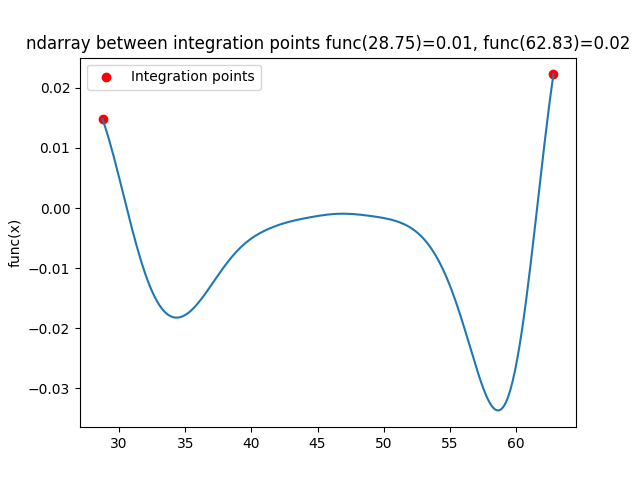 ndarray between integration points func(28.75)=0.01, func(62.83)=0.02
Integration points
0.02
0.01
0.00
−0.01
−0.02
−0.03
func(x)
30 35 40 45 50 55 60